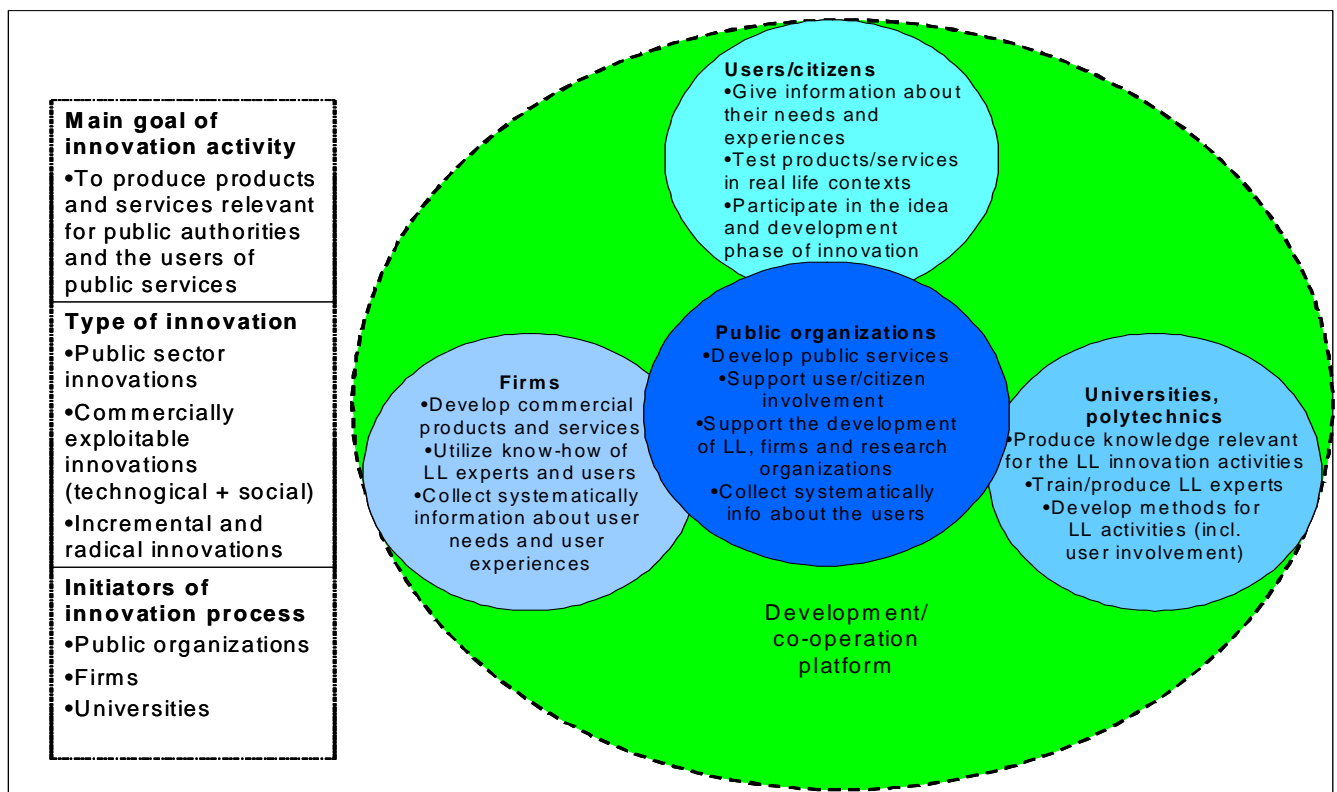 Main goal of
innovation activity
•To produce products
and services relevant
for public authorities
and the users of
public services
Type of innovation
•Public sector
innovations
•Commercially
exploitable
innovations
(technogical + social)
•Incremental and
radical innovations
Initiators of
innovation process
•Public organizations
•Firms
•Universities
Users/citizens
•Give information about
their needs and
experiences
•Test products/services
in real life contexts
•Participate in the idea
and development
phase of innovation
Public organizations
•Develop public services
•Support user/citizen
involvement
•Support the development
of LL, firms and research
organizations
•Collect systematically
info about the users
Firms
•Develop commercial
products and services
•Utilize know-how of
LL experts and users
•Collect systematically
information about user
needs and user
experiences
Universities,
polytechnics
•Produce knowledge relevant
for the LL innovation activities
•Train/produce LL experts
•Develop methods for
LL activities (incl.
user involvement)
Development/
co-operation
platform